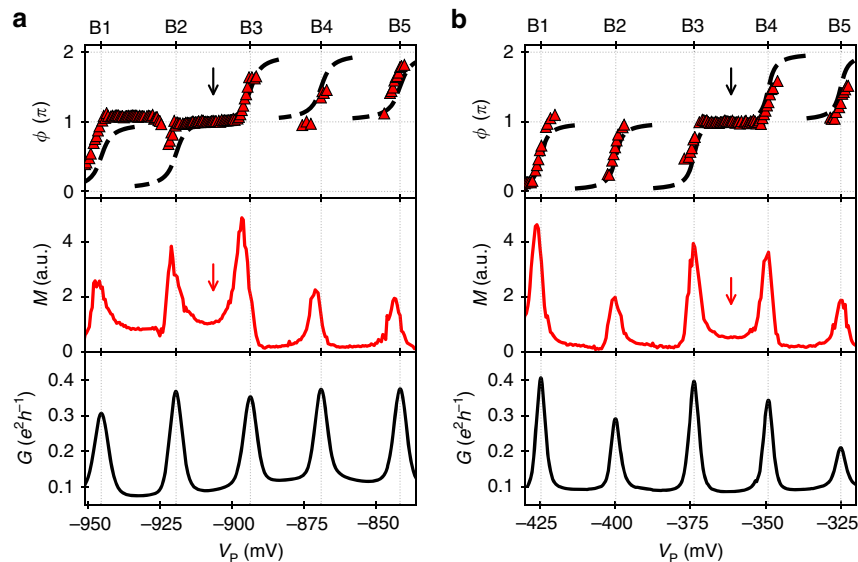 a
B1 B2 B3 B4 B5
2
1
0
ϕ (π)
4
2
0
M (a.u.)
0.4
0.3
0.2
0.1
G (e²h⁻¹)
−950 −925 −900 −875 −850
V_P (mV)
b
B1 B2 B3 B4 B5
2
1
0
ϕ (π)
4
2
0
M (a.u.)
0.4
0.3
0.2
0.1
G (e²h⁻¹)
−425 −400 −375 −350 −325
V_P (mV)